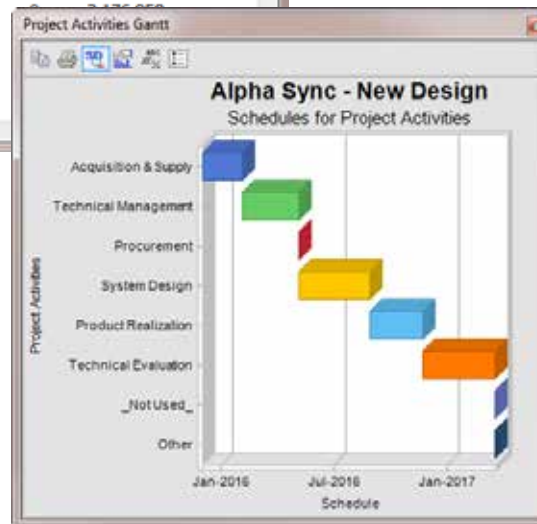 Project Activities Gantt
Alpha Sync - New Design
Schedules for Project Activities
Acquisition & Supply
Technical Management
Procurement
System Design
Product Realization
Technical Evaluation
_Not Used_
Other
Project Activities
Jan-2016
Jul-2016
Jan-2017
Schedule